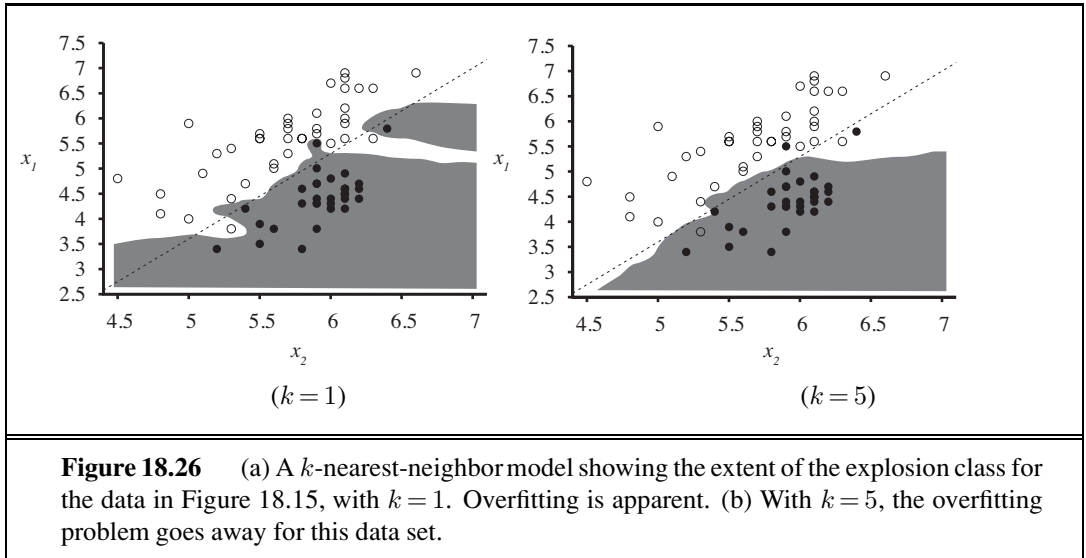 7.5
7
6.5
6
5.5
5
4.5
4
3.5
3
2.5
x1
4.5 5 5.5 6 6.5 7
x2
(k = 1)
7.5
7
6.5
6
5.5
5
4.5
4
3.5
3
2.5
x1
4.5 5 5.5 6 6.5 7
x2
(k = 5)
Figure 18.26 (a) A k-nearest-neighbor model showing the extent of the explosion class for
the data in Figure 18.15, with k = 1. Overfitting is apparent. (b) With k = 5, the overfitting
problem goes away for this data set.